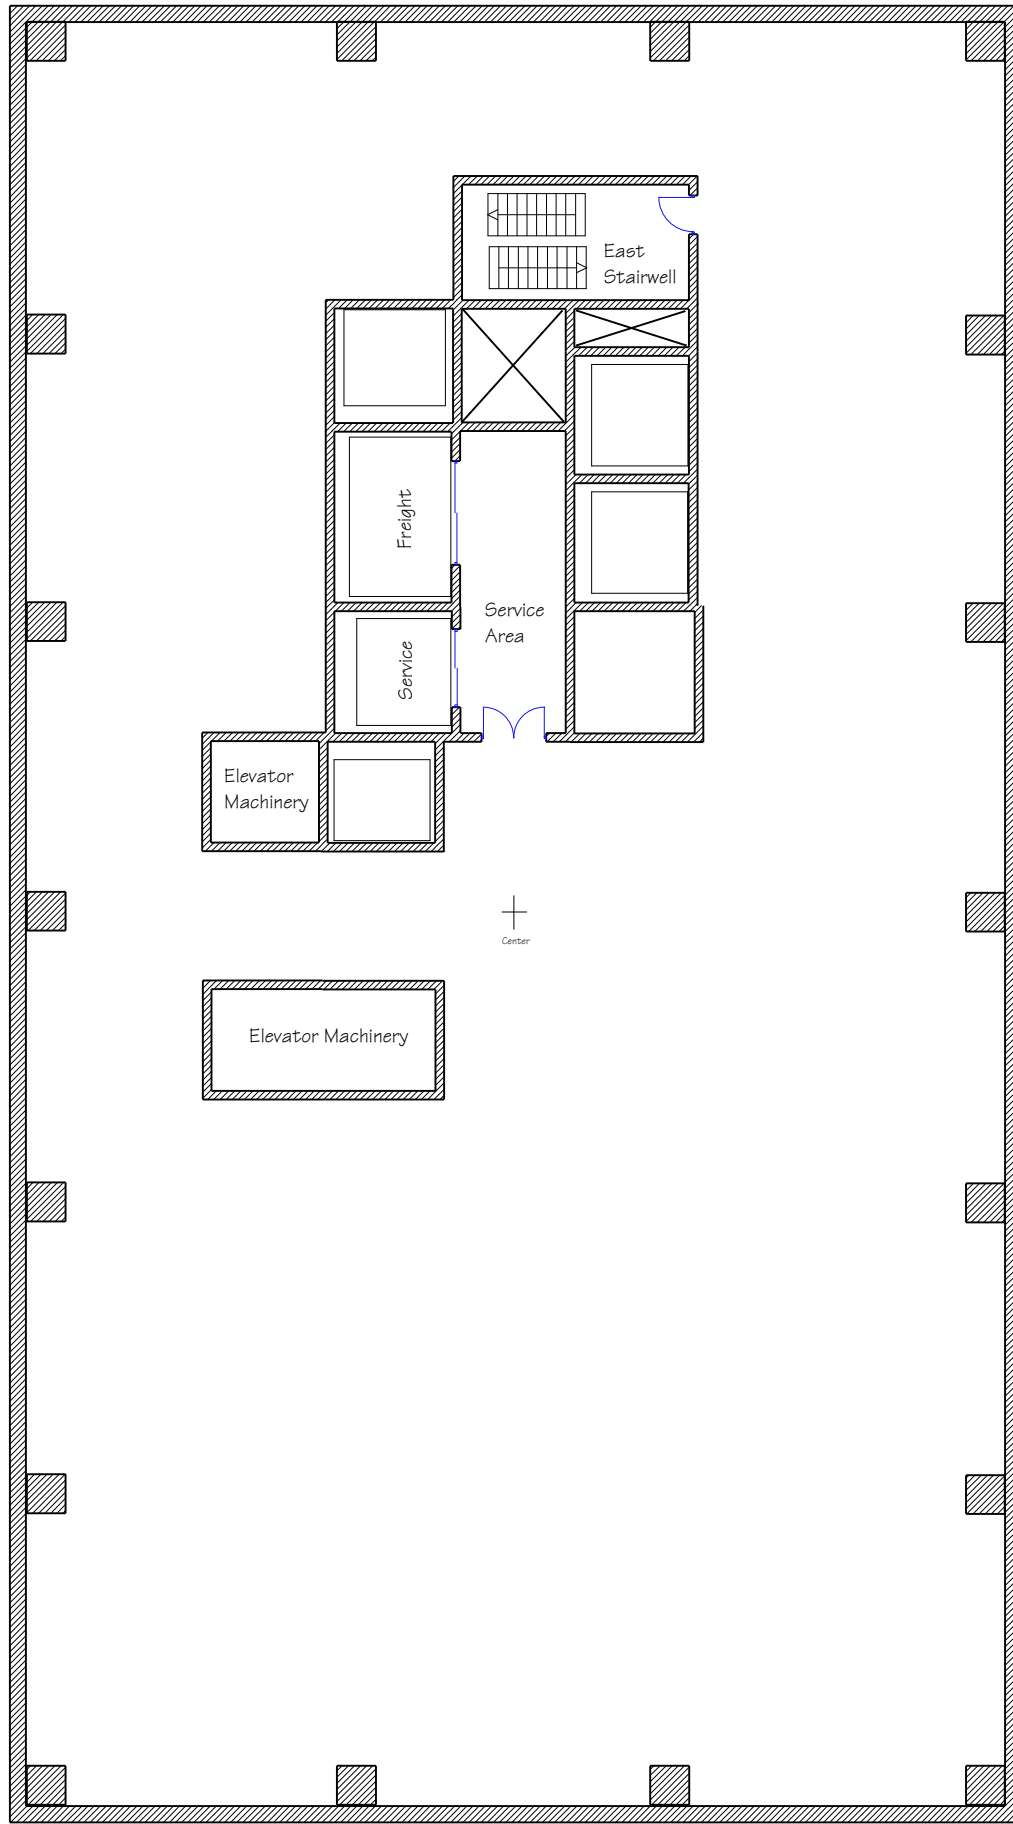 East
Stairwell
Freight
Service
Area
Service
Elevator
Machinery
Center
Elevator Machinery